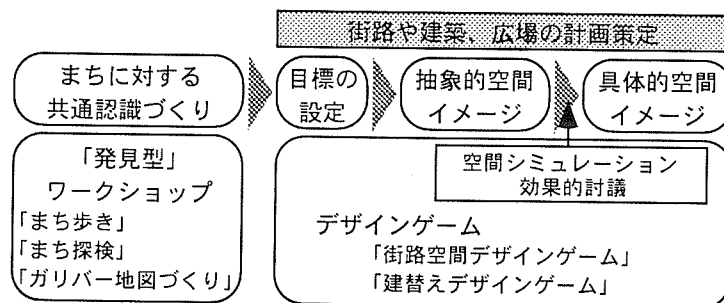 街路や建築、広場の計画策定
まちに対する
共通認識づくり
目標の
設定
抽象的空間
イメージ
具体的空間
イメージ
「発見型」
ワークショップ
「まち歩き」
「まち探検」
「ガリバー地図づくり」
空間シミュレーション
効果的討議
デザインゲーム
「街路空間デザインゲーム」
「建替えデザインゲーム」